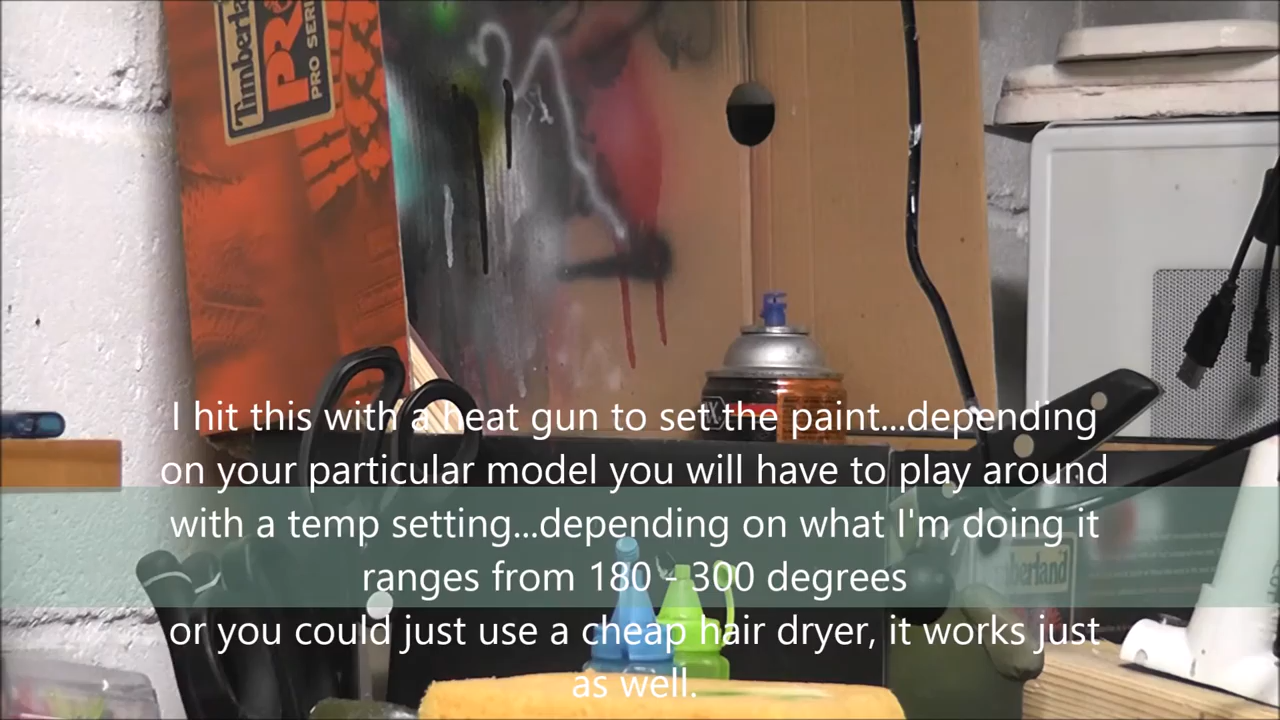 Timberland
PRO
PRO SERIES
I hit this with a heat gun to set the paint...depending
on your particular model you will have to play around
with a temp setting...depending on what I'm doing it
ranges from 180 - 300 degrees
or you could just use a cheap hair dryer, it works just
as well.
berland